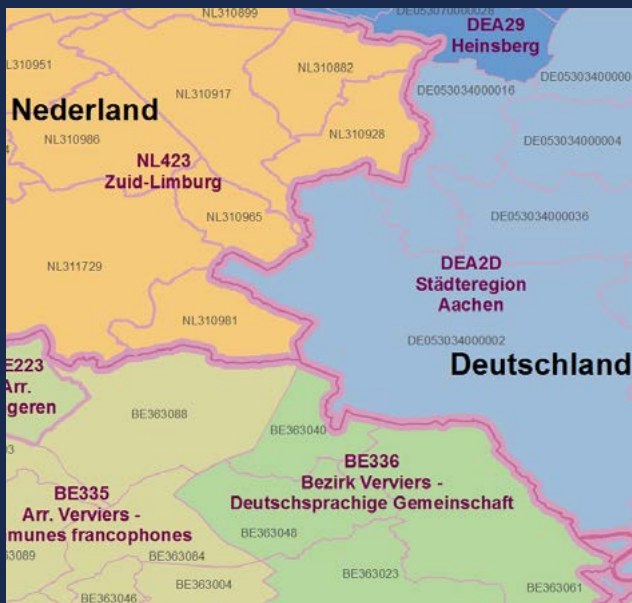 NL310899
DE053070000028
DEA29
Heinsberg
NL310951
NL310882
DE05303400000
NL310917
DE053034000016
Nederland
NL310986
NL310928
DE053034000004
NL423
Zuid-Limburg
NL310965
DE053034000036
NL311729
DEA2D
Städteregion
Aachen
NL310981
DE053034000002
Deutschland
E223
Arr.
geren
BE363088
BE363040
BE336
Bezirk Verviers -
Deutschsprachige Gemeinschaft
BE335
Arr. Verviers -
munes francophones
BE363048
63089
BE363084
BE363004
BE363023
BE363046
BE363061